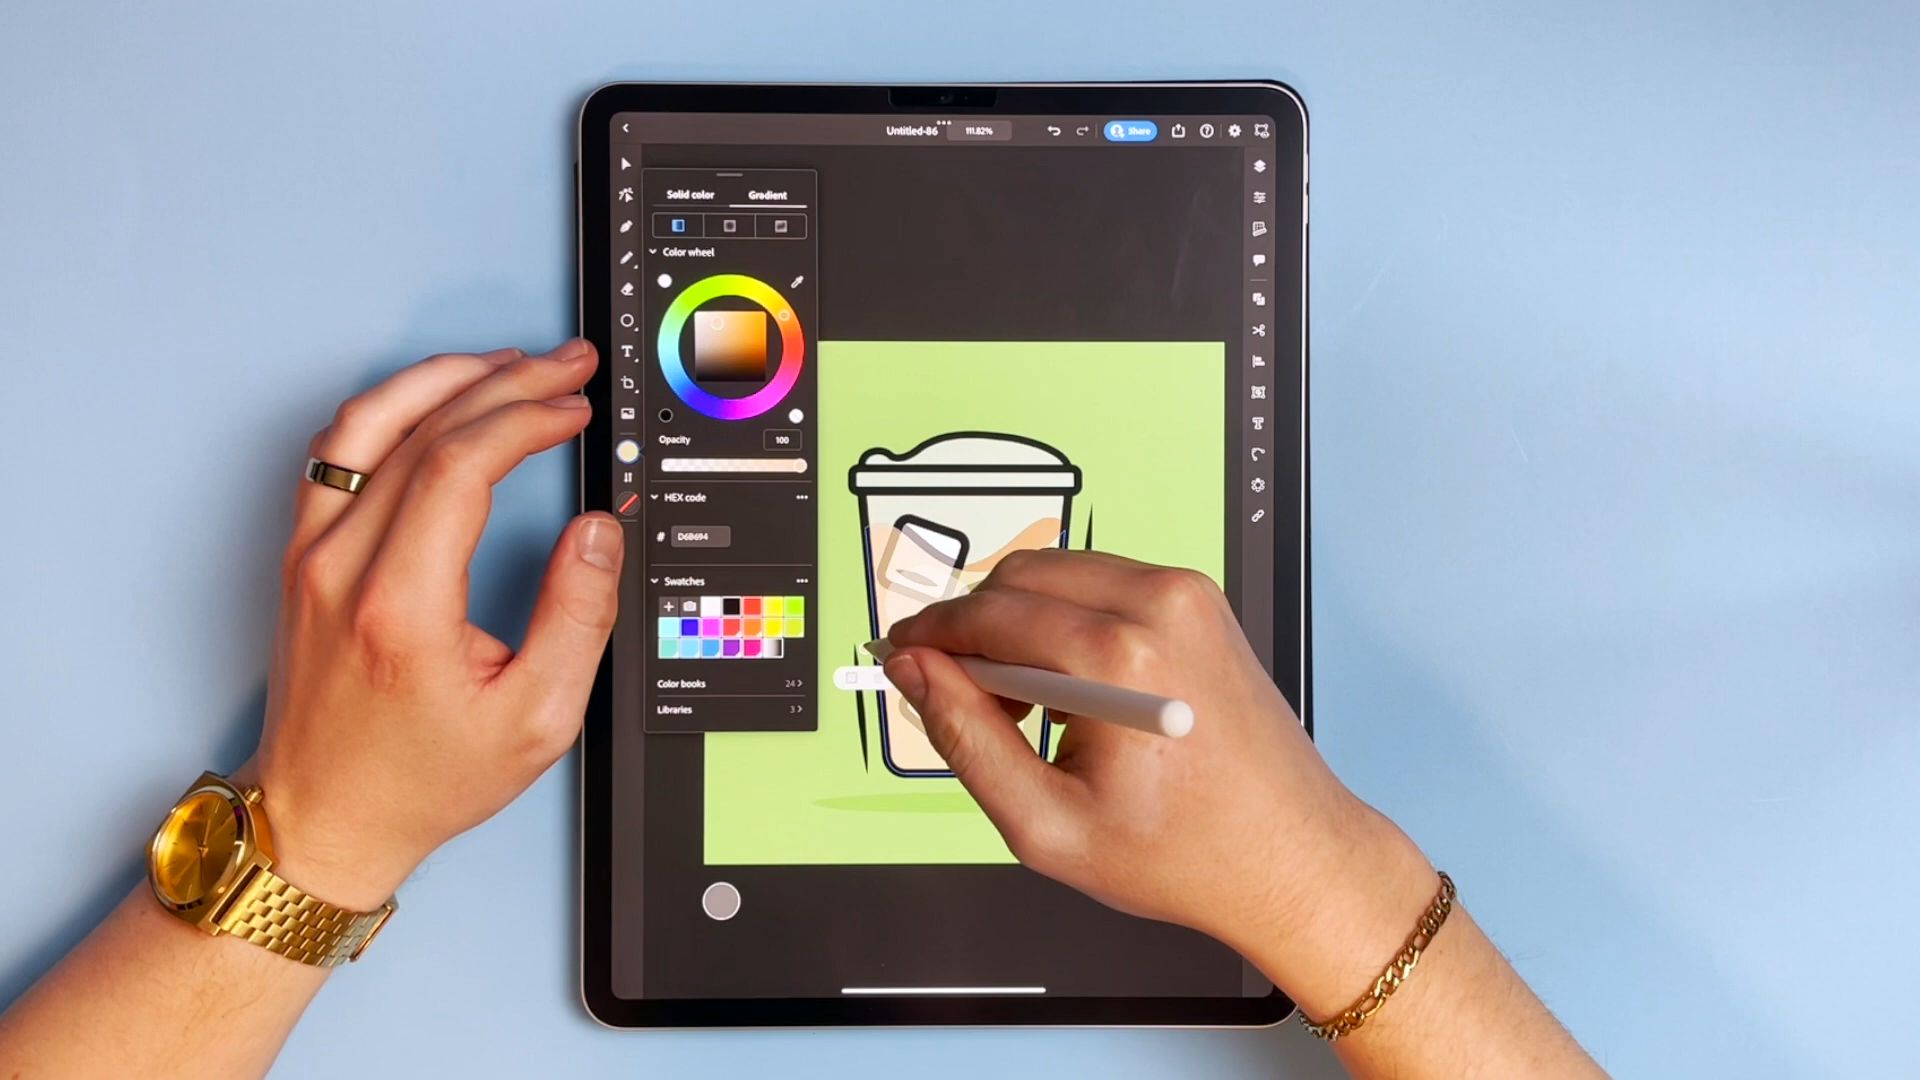 Untitled-86 111.82% Share
Solid color Gradient
Color wheel
Opacity 100
HEX code
# D6B694
Swatches
Color books 24
Libraries 3